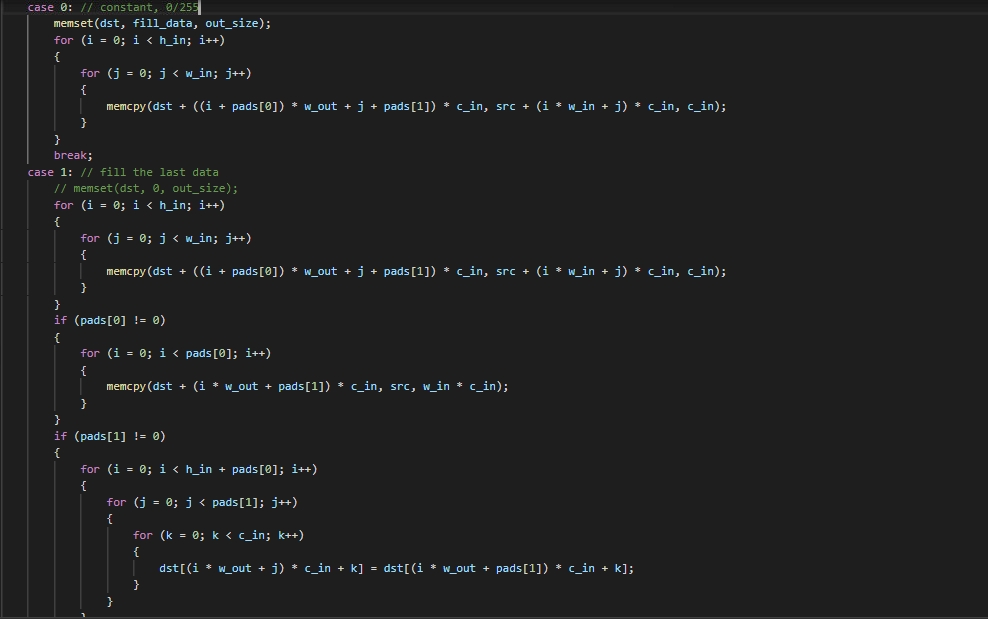 case 0: // constant, 0/255
memset(dst, fill_data, out_size);
for (i = 0; i < h_in; i++)
{
for (j = 0; j < w_in; j++)
{
memcpy(dst + ((i + pads[0]) * w_out + j + pads[1]) * c_in, src + (i * w_in + j) * c_in, c_in);
}
}
break;
case 1: // fill the last data
// memset(dst, 0, out_size);
for (i = 0; i < h_in; i++)
{
for (j = 0; j < w_in; j++)
{
memcpy(dst + ((i + pads[0]) * w_out + j + pads[1]) * c_in, src + (i * w_in + j) * c_in, c_in);
}
}
if (pads[0] != 0)
{
for (i = 0; i < pads[0]; i++)
{
memcpy(dst + (i * w_out + pads[1]) * c_in, src, w_in * c_in);
}
}
if (pads[1] != 0)
{
for (i = 0; i < h_in + pads[0]; i++)
{
for (j = 0; j < pads[1]; j++)
{
for (k = 0; k < c_in; k++)
{
dst[(i * w_out + j) * c_in + k] = dst[(i * w_out + pads[1]) * c_in + k];
}
}